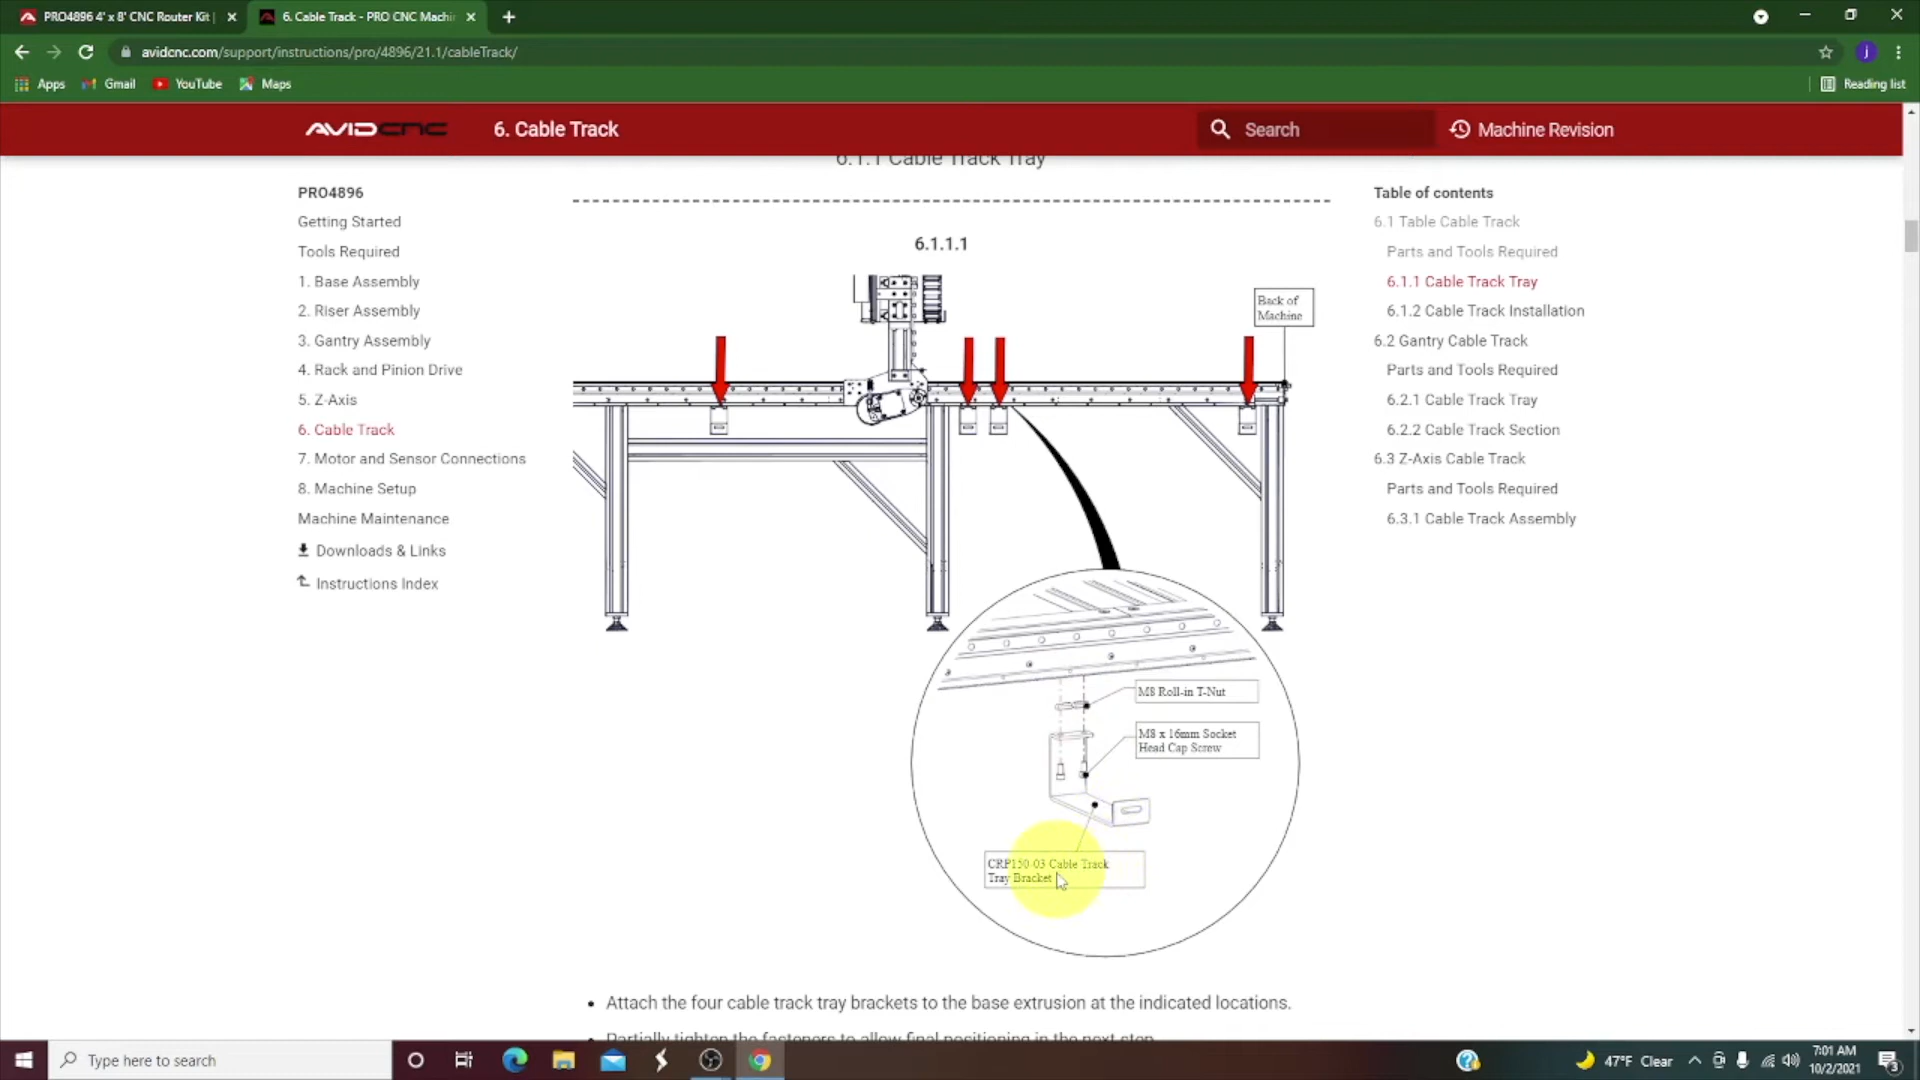 PRO4896 4' x 8' CNC Router Kit |
6. Cable Track - PRO CNC Machin
avidcnc.com/support/instructions/pro/4896/21.1/cableTrack/
j
Apps
Gmail
YouTube
Maps
Reading list
AVIDCNC
6. Cable Track
Search
Machine Revision
6.1.1 Cable Track Tray
PRO4896
Getting Started
Tools Required
1. Base Assembly
2. Riser Assembly
3. Gantry Assembly
4. Rack and Pinion Drive
5. Z-Axis
6. Cable Track
7. Motor and Sensor Connections
8. Machine Setup
Machine Maintenance
Downloads & Links
Instructions Index
6.1.1.1
Back of
Machine
M8 Roll-in T-Nut
M8 x 16mm Socket
Head Cap Screw
CRP150-03 Cable Track
Tray Bracket
• Attach the four cable track tray brackets to the base extrusion at the indicated locations.
• Partially tighten the fasteners to allow final positioning in the next step.
Table of contents
6.1 Table Cable Track
Parts and Tools Required
6.1.1 Cable Track Tray
6.1.2 Cable Track Installation
6.2 Gantry Cable Track
Parts and Tools Required
6.2.1 Cable Track Tray
6.2.2 Cable Track Section
6.3 Z-Axis Cable Track
Parts and Tools Required
6.3.1 Cable Track Assembly
Type here to search
47°F Clear
7:01 AM
10/2/2021
3